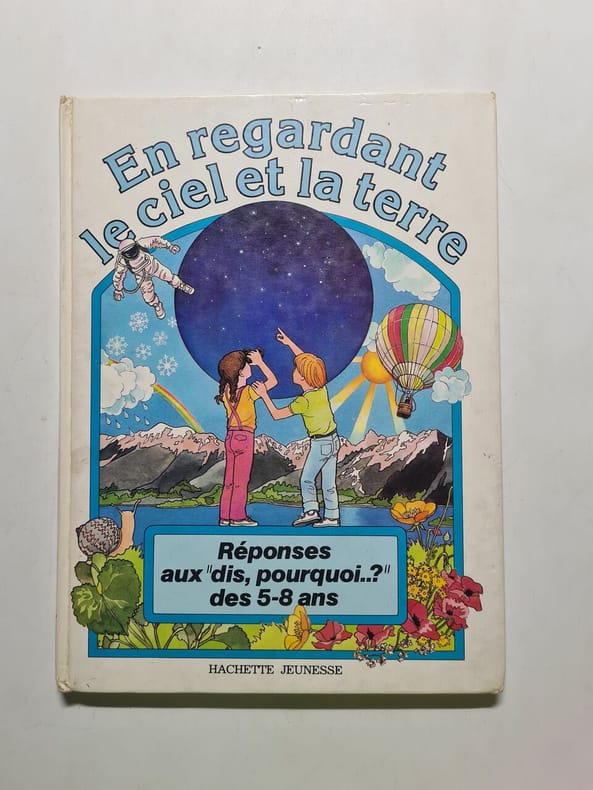 En regardant
le ciel et la terre
Réponses
aux "dis, pourquoi..?"
des 5-8 ans
HACHETTE JEUNESSE